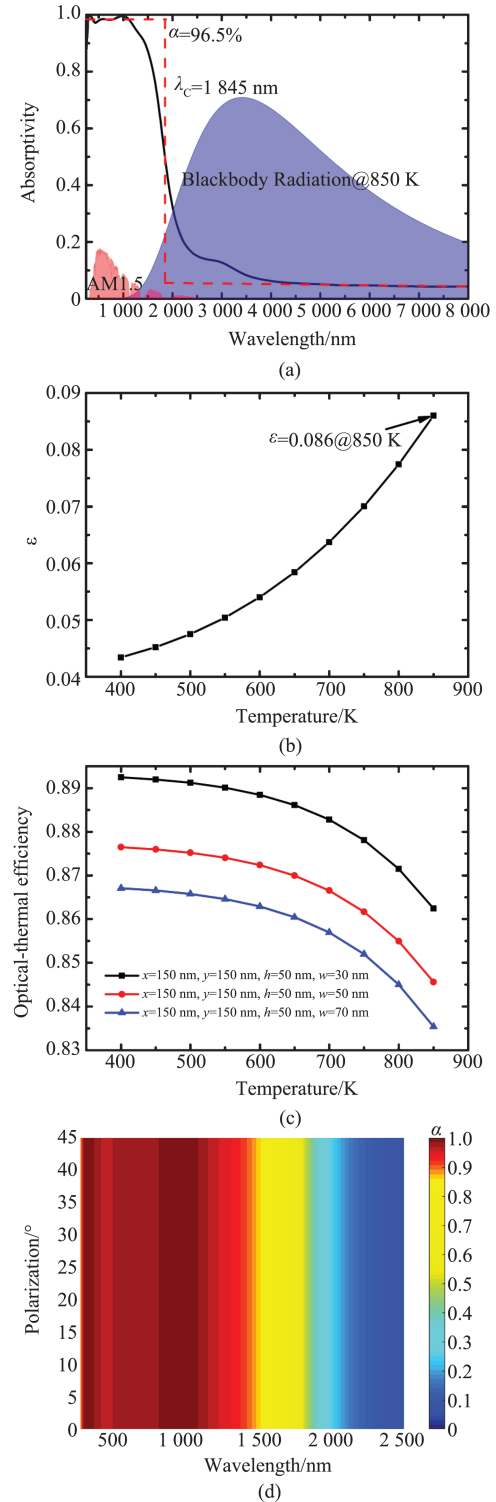 1.0
0.8
0.6
0.4
0.2
0
Absorptivity
α=96.5%
λC=1 845 nm
Blackbody Radiation@850 K
AM1.5
1 000 2 000 3 000 4 000 5 000 6 000 7 000 8 000
Wavelength/nm
(a)
0.09
0.08
0.07
0.06
0.05
0.04
ε
ε=0.086@850 K
400 500 600 700 800 900
Temperature/K
(b)
0.89
0.88
0.87
0.86
0.85
0.84
0.83
Optical-thermal efficiency
x=150 nm, y=150 nm, h=50 nm, w=30 nm
x=150 nm, y=150 nm, h=50 nm, w=50 nm
x=150 nm, y=150 nm, h=50 nm, w=70 nm
400 500 600 700 800 900
Temperature/K
(c)
45
40
35
30
25
20
15
10
5
0
Polarization/°
500 1 000 1 500 2 000 2 500
Wavelength/nm
α
1.0
0.9
0.8
0.7
0.6
0.5
0.4
0.3
0.2
0.1
0
(d)